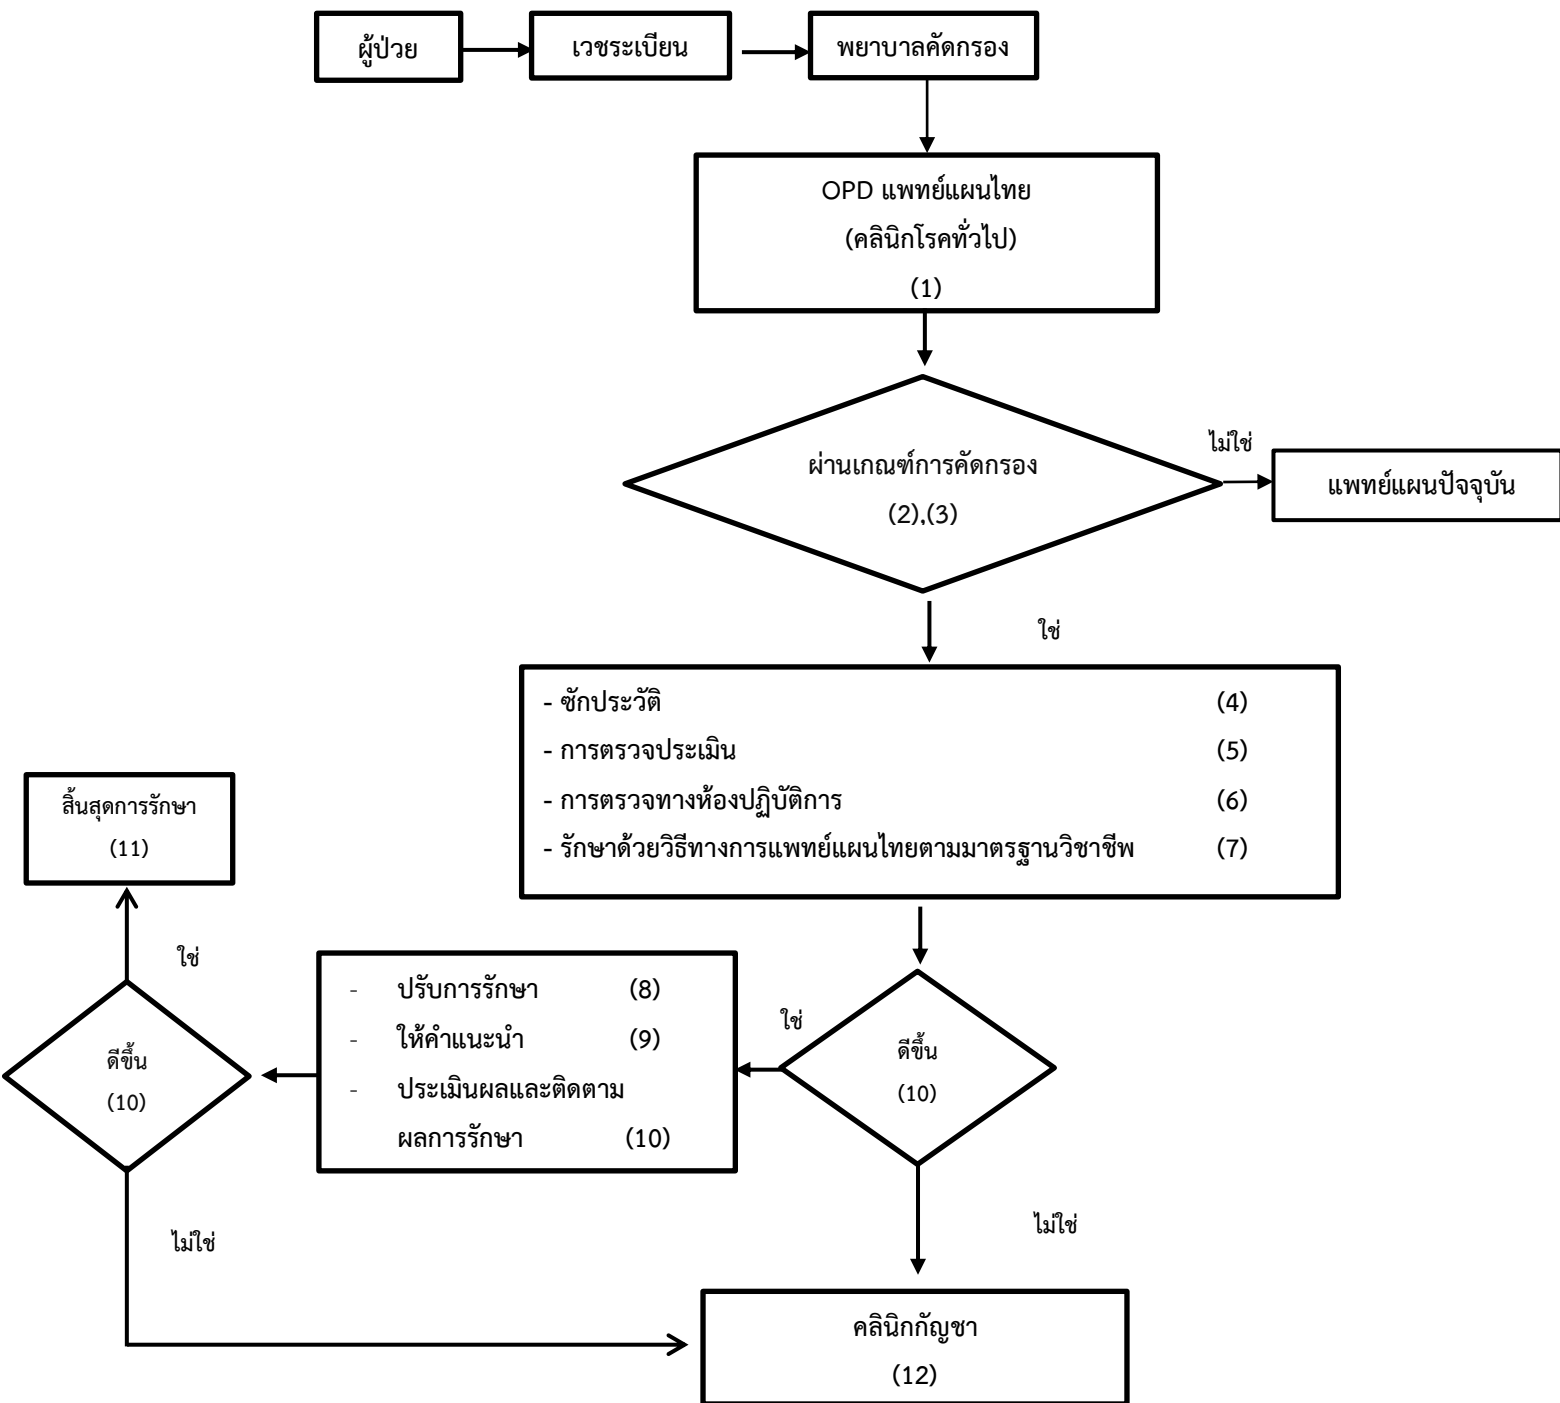 ผู้ป่วย
เวชระเบียน
พยาบาลคัดกรอง
OPD แพทย์แผนไทย
(คลินิกโรคทั่วไป)
(1)
ผ่านเกณฑ์การคัดกรอง
(2),(3)
ไม่ใช่
แพทย์แผนปัจจุบัน
ใช่
- ซักประวัติ (4)
- การตรวจประเมิน (5)
- การตรวจทางห้องปฏิบัติการ (6)
- รักษาด้วยวิธีทางการแพทย์แผนไทยตามมาตรฐานวิชาชีพ (7)
ดีขึ้น
(10)
ใช่
- ปรับการรักษา (8)
- ให้คำแนะนำ (9)
- ประเมินผลและติดตาม
ผลการรักษา (10)
ดีขึ้น
(10)
ใช่
สิ้นสุดการรักษา
(11)
ไม่ใช่
ไม่ใช่
คลินิกกัญชา
(12)